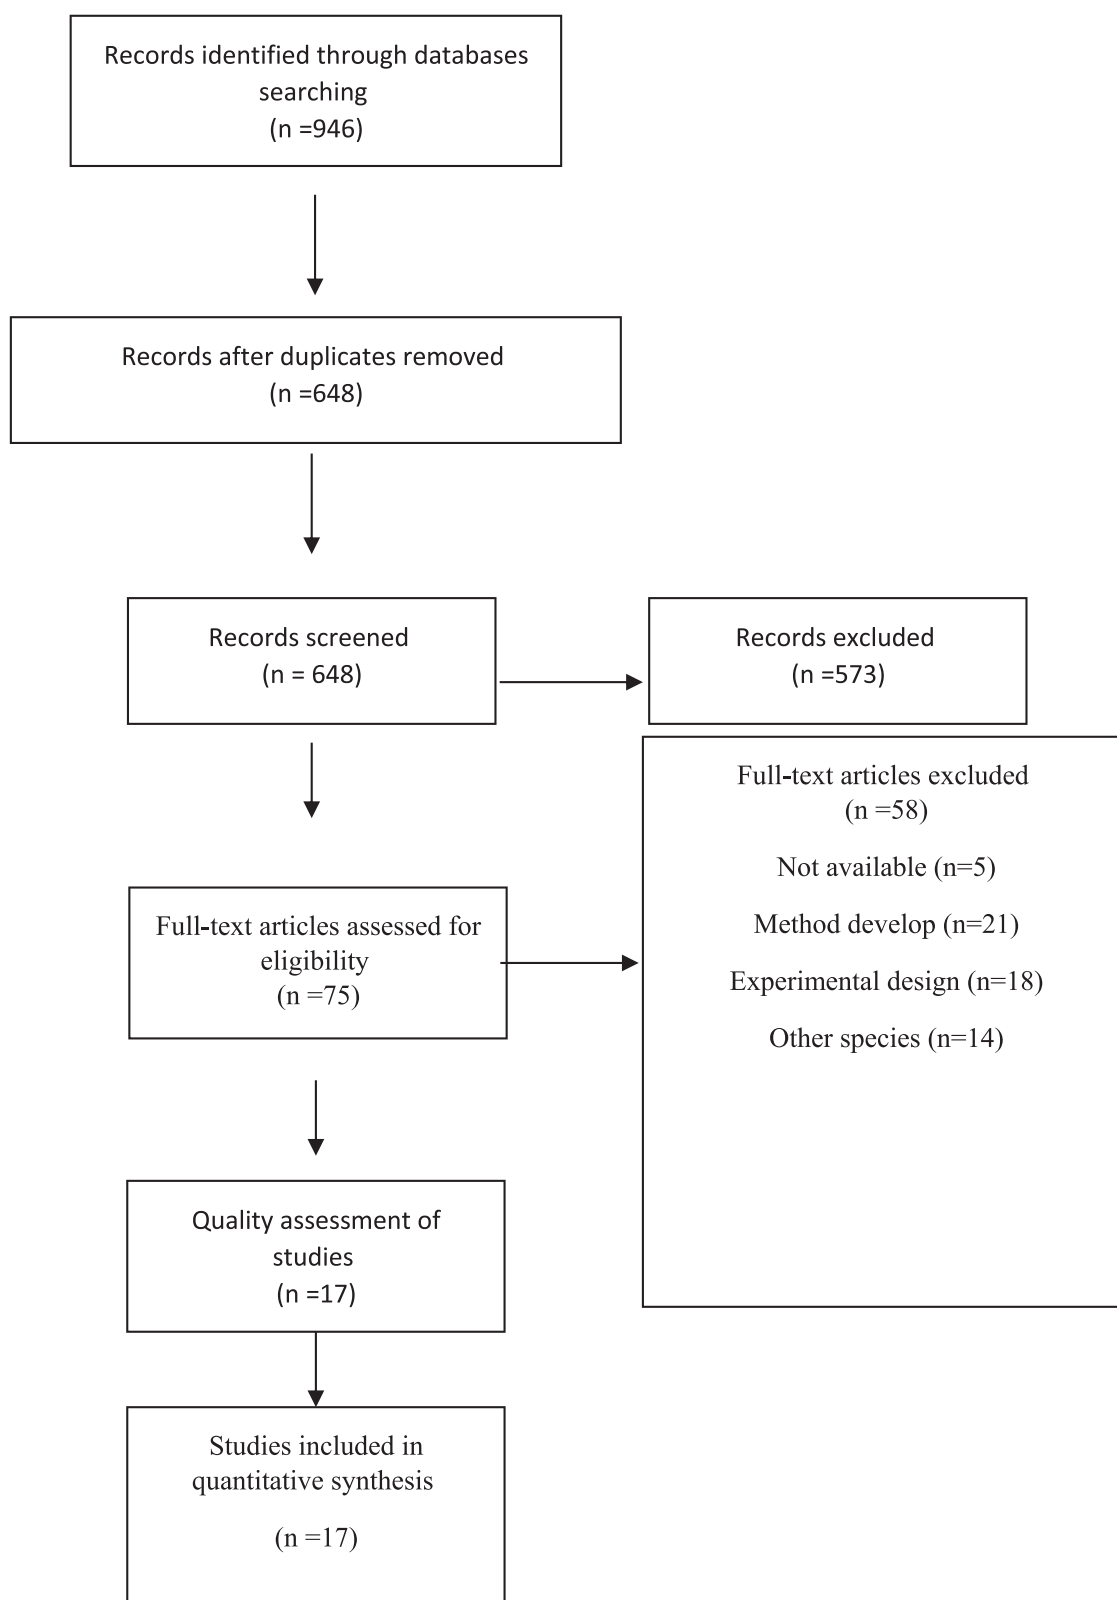 Records identified through databases
searching
(n =946)
Records after duplicates removed
(n =648)
Records screened
(n = 648)
Records excluded
(n =573)
Full-text articles assessed for
eligibility
(n =75)
Full-text articles excluded
(n =58)
Not available (n=5)
Method develop (n=21)
Experimental design (n=18)
Other species (n=14)
Quality assessment of
studies
(n =17)
Studies included in
quantitative synthesis
(n =17)